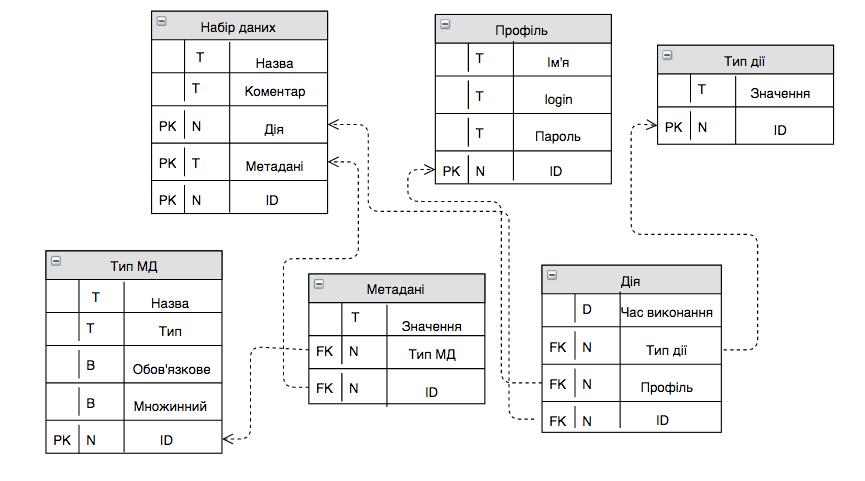 Набір даних
T Назва
T Коментар
PK N Дія
PK T Метадані
PK N ID
Профіль
T Ім'я
T login
T Пароль
PK N ID
Тип дії
T Значення
PK N ID
Тип МД
T Назва
T Тип
B Обов'язкове
B Множинний
PK N ID
Метадані
T Значення
FK N Тип МД
FK N ID
Дія
D Час виконання
FK N Тип дії
FK N Профіль
FK N ID